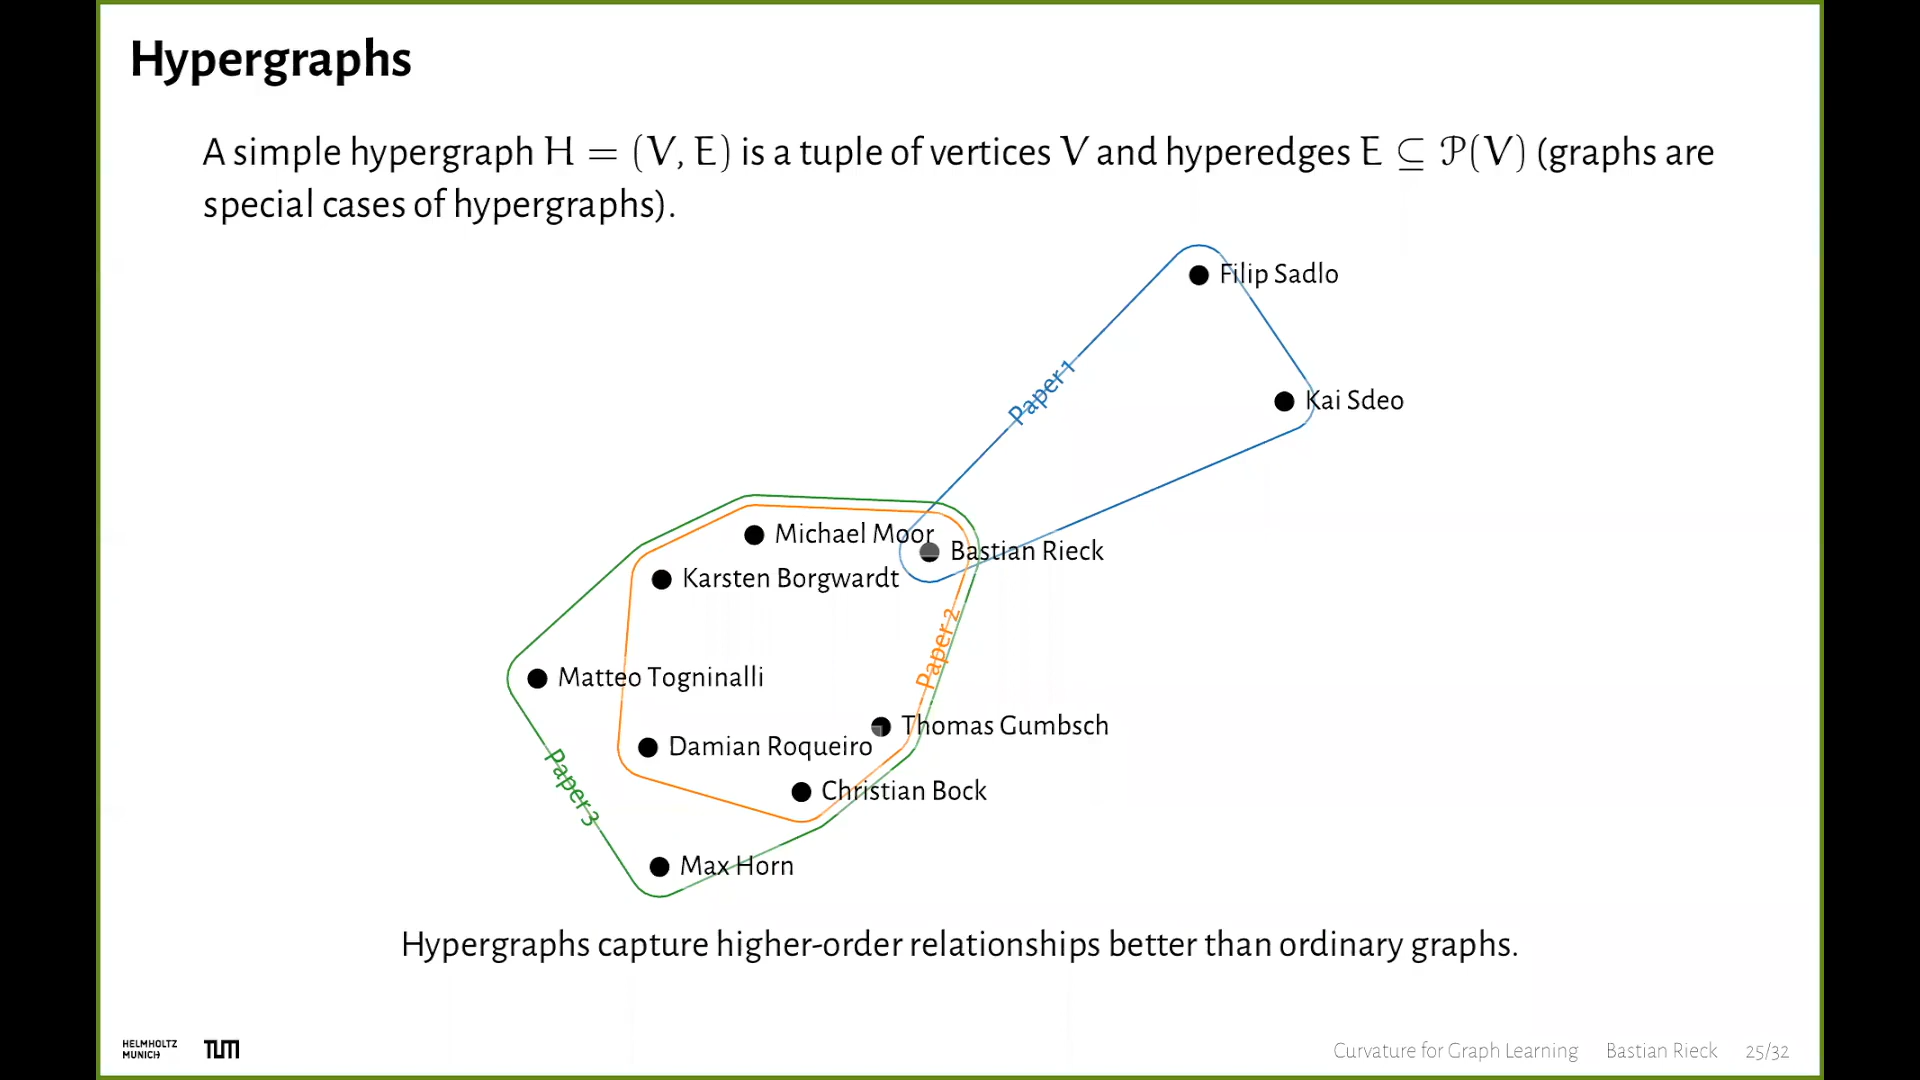 Hypergraphs
A simple hypergraph H = (V, E) is a tuple of vertices V and hyperedges E ⊆ 𝒫(V) (graphs are
special cases of hypergraphs).
Filip Sadlo
Paper 1
Kai Sdeo
Michael Moor
Bastian Rieck
Karsten Borgwardt
Paper 2
Matteo Togninalli
Thomas Gumbsch
Damian Roqueiro
Paper 3
Christian Bock
Max Horn
Hypergraphs capture higher-order relationships better than ordinary graphs.
HELMHOLTZ
MUNICH
TUM
Curvature for Graph Learning Bastian Rieck 25/32